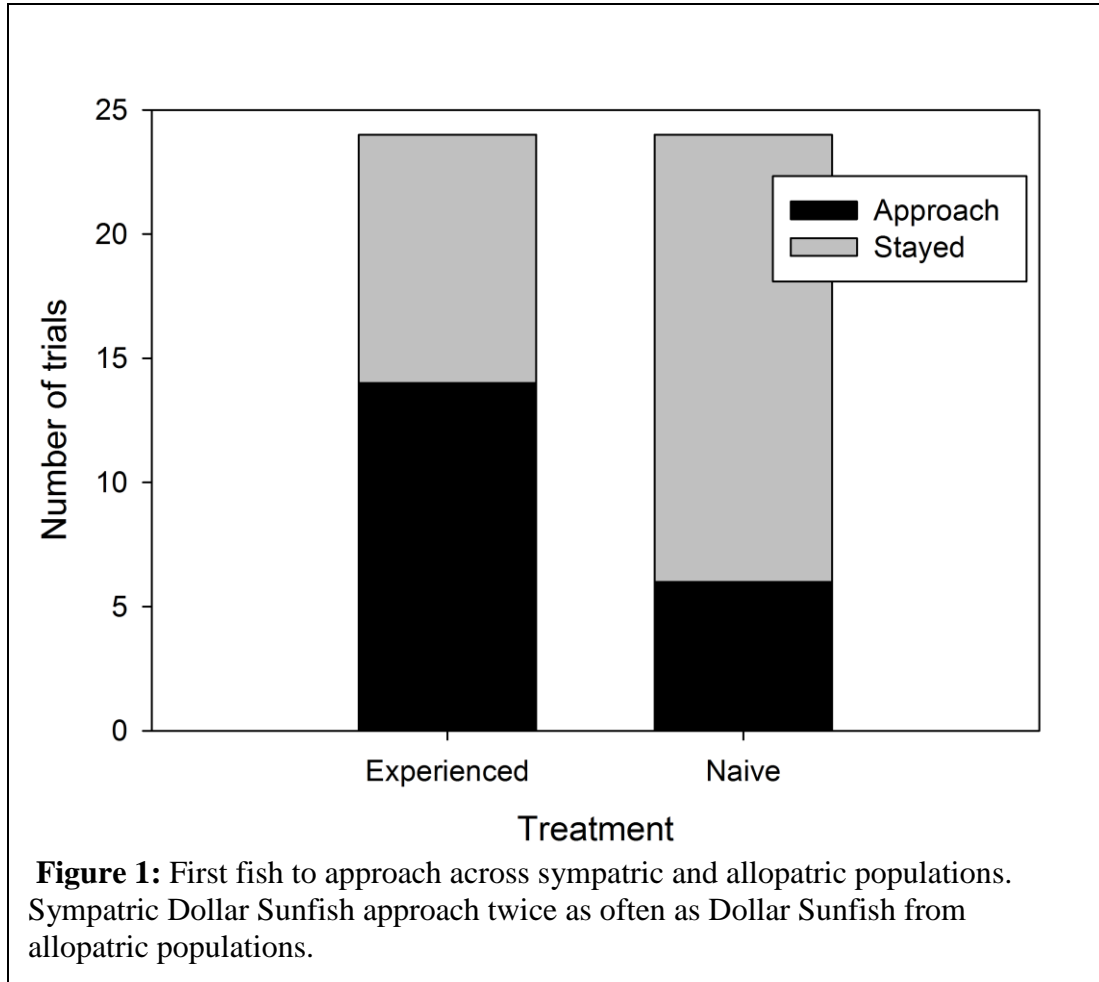 25
20
15
10
5
0
Number of trials
Approach
Stayed
Experienced Naive
Treatment
Figure 1: First fish to approach across sympatric and allopatric populations.
Sympatric Dollar Sunfish approach twice as often as Dollar Sunfish from
allopatric populations.